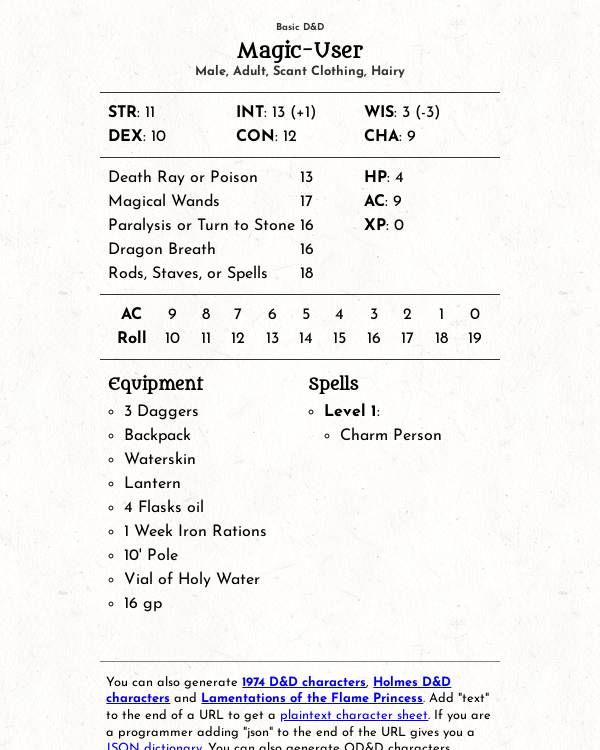 Basic D&D
Magic-User
Male, Adult, Scant Clothing, Hairy
STR: 11 INT: 13 (+1) WIS: 3 (-3)
DEX: 10 CON: 12 CHA: 9
Death Ray or Poison 13 HP: 4
Magical Wands 17 AC: 9
Paralysis or Turn to Stone 16 XP: 0
Dragon Breath 16
Rods, Staves, or Spells 18
AC 9 8 7 6 5 4 3 2 1 0
Roll 10 11 12 13 14 15 16 17 18 19
Equipment
3 Daggers
Backpack
Waterskin
Lantern
4 Flasks oil
1 Week Iron Rations
10' Pole
Vial of Holy Water
16 gp
Spells
Level 1:
Charm Person
You can also generate 1974 D&D characters, Holmes D&D
characters and Lamentations of the Flame Princess. Add "text"
to the end of a URL to get a plaintext character sheet. If you are
a programmer adding "json" to the end of the URL gives you a
JSON dictionary. You can also generate OD&D characters